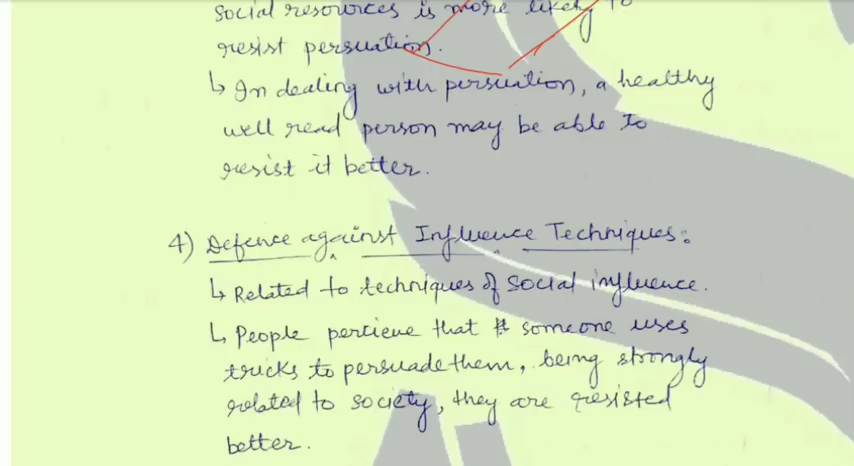 social resources is more likely to
resist persuation.
↳ In dealing with persuation, a healthy
well read person may be able to
resist it better.
4) Defence against Influence Techniques:
↳ Related to techniques of social influence.
↳ People percieve that someone uses
tricks to persuade them, being strongly
related to society, they are resisted
better.